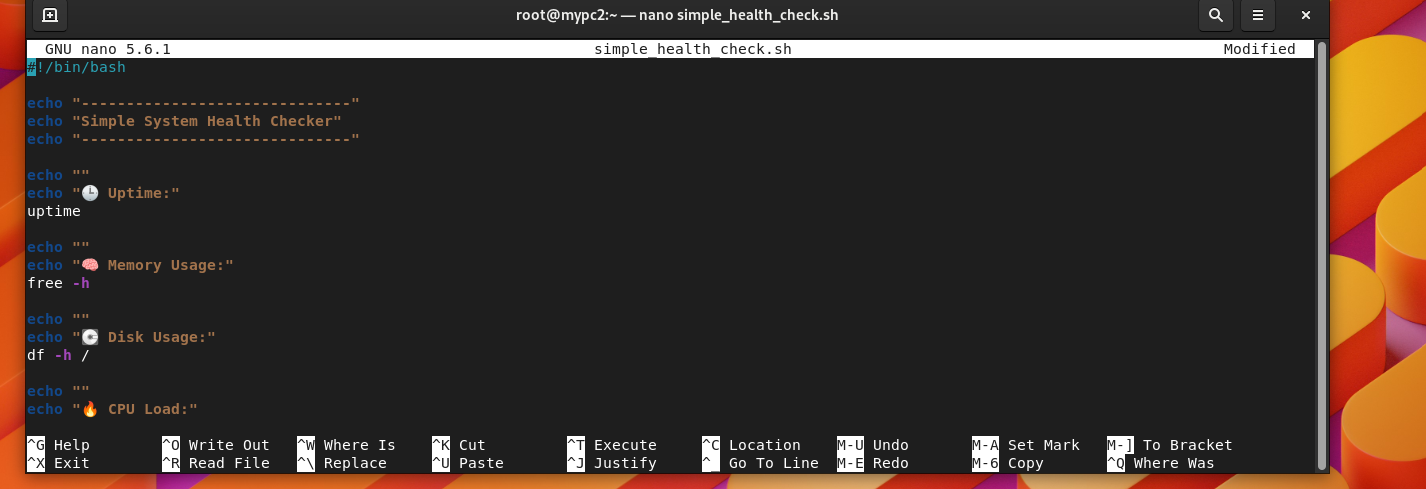 root@mypc2:~ — nano simple_health_check.sh
GNU nano 5.6.1 simple_health_check.sh Modified
#!/bin/bash
echo "------------------------------"
echo "Simple System Health Checker"
echo "------------------------------"
echo ""
echo "🕒 Uptime:"
uptime
echo ""
echo "🧠 Memory Usage:"
free -h
echo ""
echo "💽 Disk Usage:"
df -h /
echo ""
echo "🔥 CPU Load:"
^G Help ^O Write Out ^W Where Is ^K Cut ^T Execute ^C Location M-U Undo M-A Set Mark M-] To Bracket
^X Exit ^R Read File ^\ Replace ^U Paste ^J Justify ^_ Go To Line M-E Redo M-6 Copy ^Q Where Was